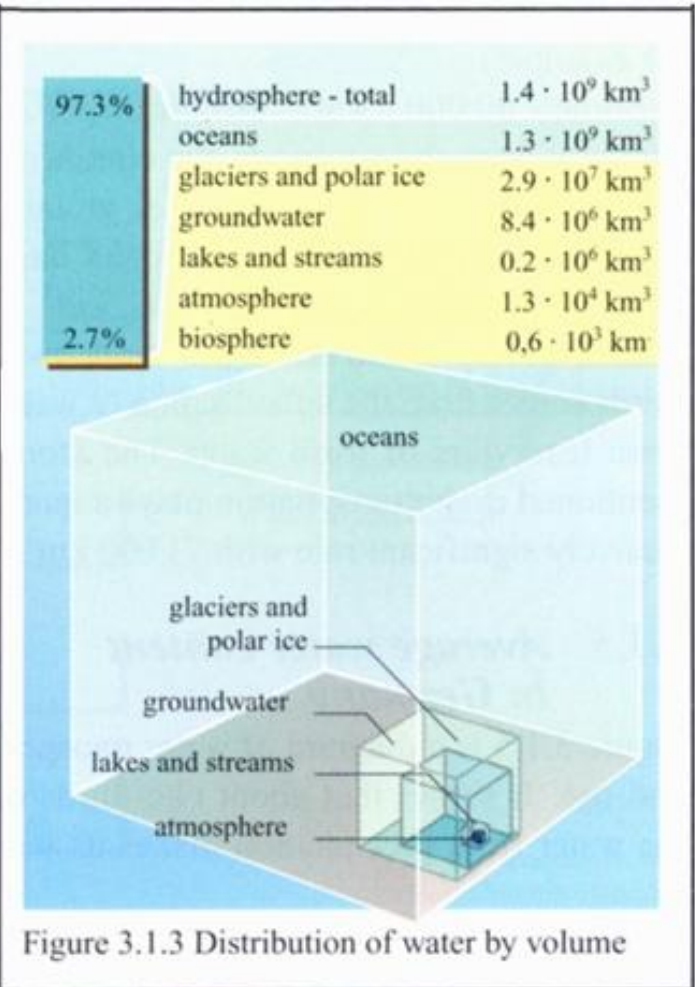 97.3%
hydrosphere - total 1.4 · 10⁹ km³
oceans 1.3 · 10⁹ km³
glaciers and polar ice 2.9 · 10⁷ km³
groundwater 8.4 · 10⁶ km³
lakes and streams 0.2 · 10⁶ km³
atmosphere 1.3 · 10⁴ km³
2.7% biosphere 0,6 · 10³ km
oceans
glaciers and
polar ice
groundwater
lakes and streams
atmosphere
Figure 3.1.3 Distribution of water by volume